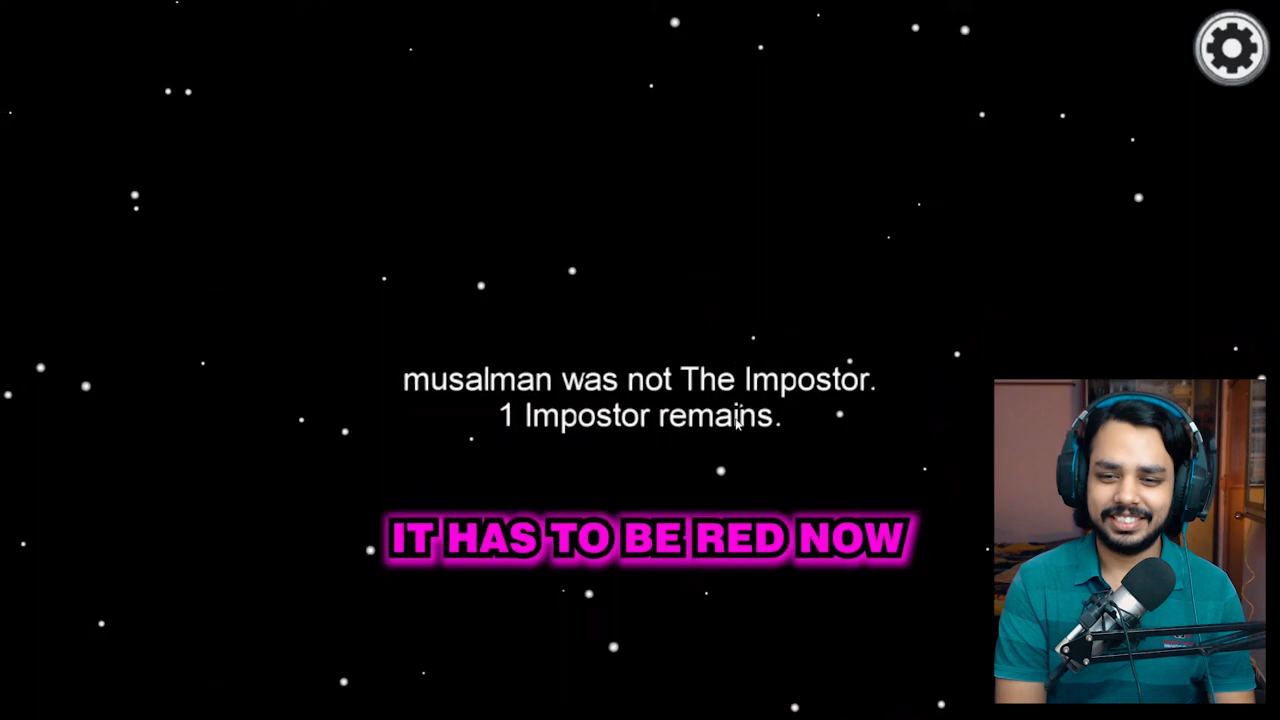 musalman was not The Impostor.
1 Impostor remains.
IT HAS TO BE RED NOW